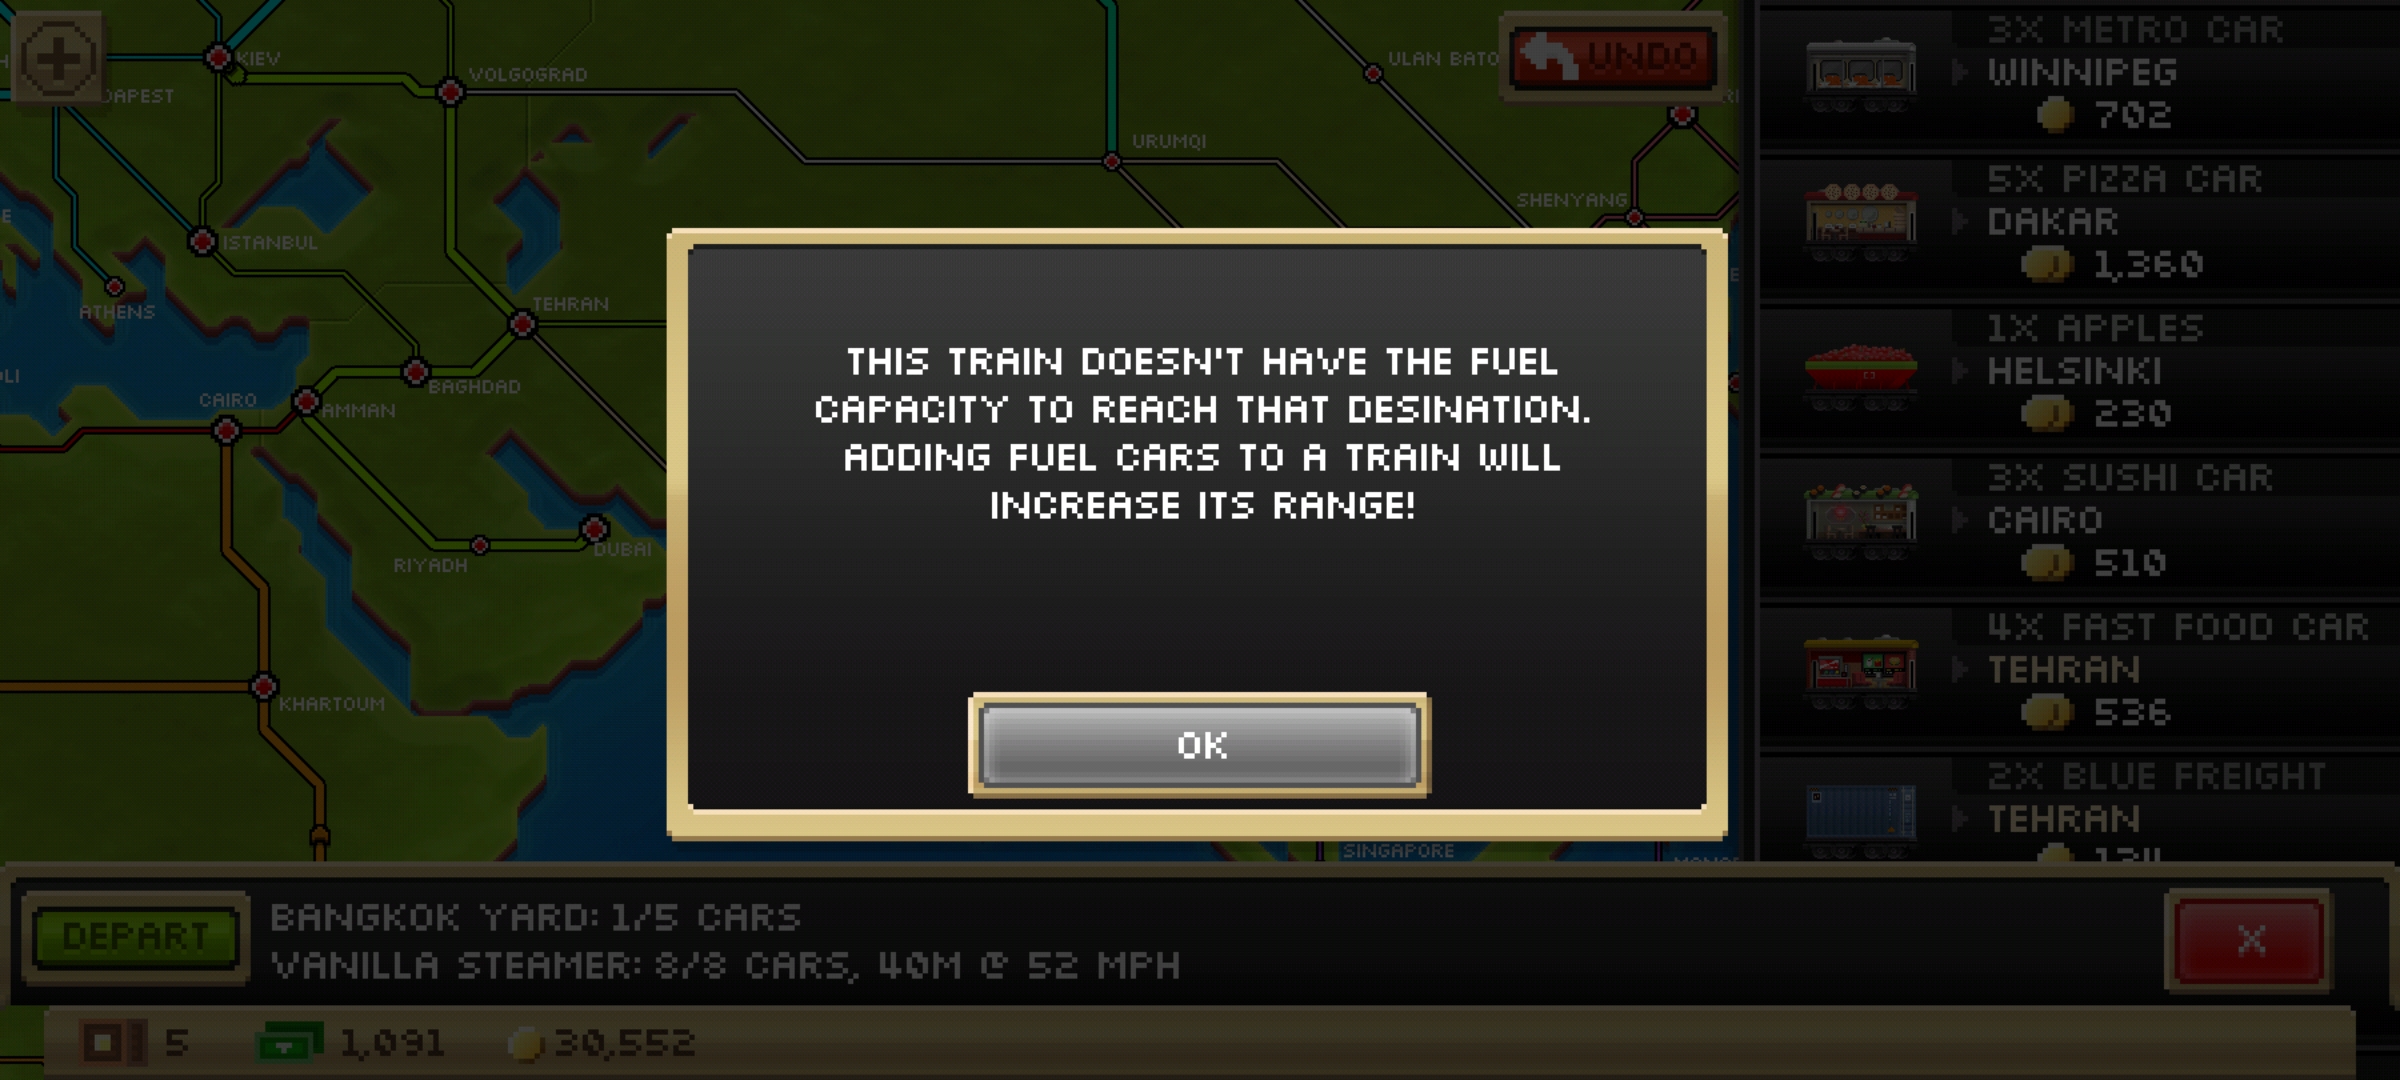 KIEV
VOLGOGRAD
DAPEST
ULAN BATO
UNDO
URUMQI
SHENYANG
ISTANBUL
ATHENS
TEHRAN
BAGHDAD
CAIRO
AMMAN
RIYADH
DUBAI
KHARTOUM
SINGAPORE
THIS TRAIN DOESN'T HAVE THE FUEL
CAPACITY TO REACH THAT DESINATION.
ADDING FUEL CARS TO A TRAIN WILL
INCREASE ITS RANGE!
OK
3X METRO CAR
WINNIPEG
702
5X PIZZA CAR
DAKAR
1,360
1X APPLES
HELSINKI
230
3X SUSHI CAR
CAIRO
510
4X FAST FOOD CAR
TEHRAN
536
2X BLUE FREIGHT
TEHRAN
DEPART
BANGKOK YARD: 1/5 CARS
VANILLA STEAMER: 8/8 CARS, 40M @ 52 MPH
X
5
1,091
30,552